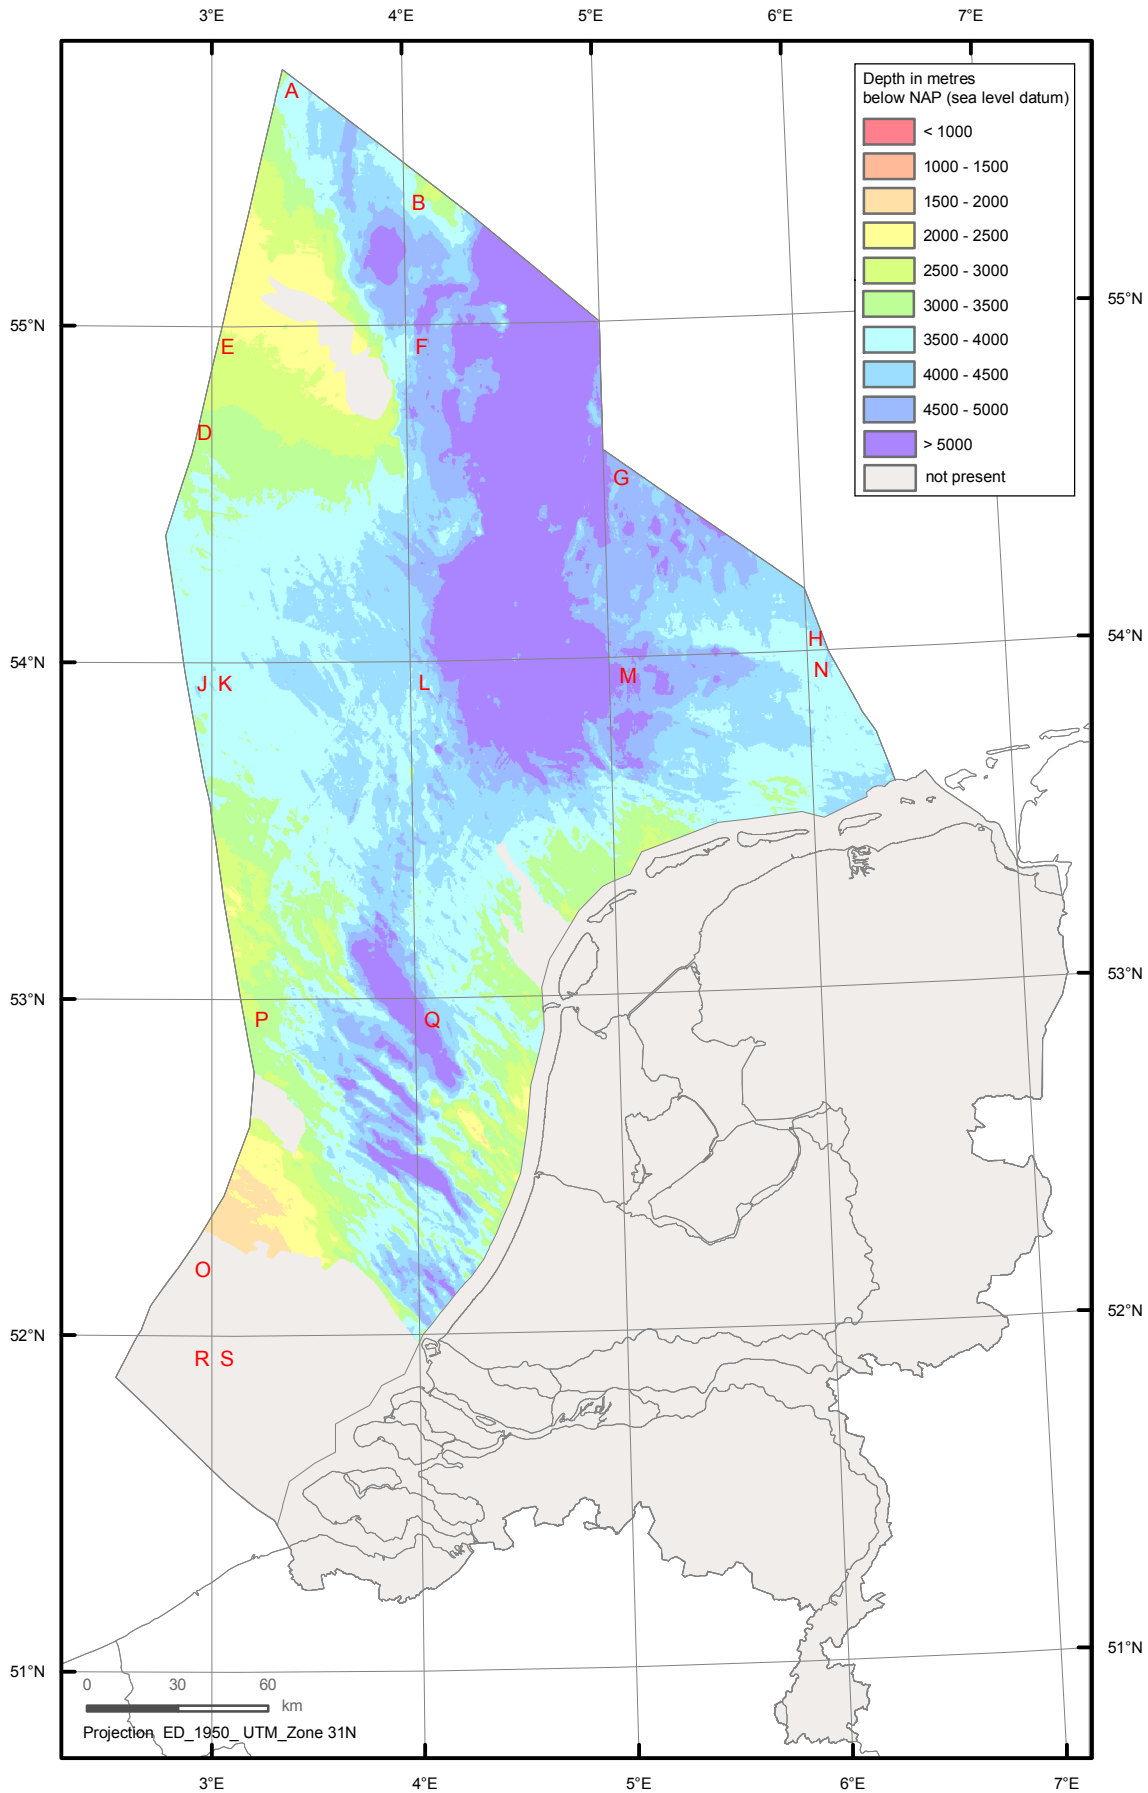 3°E 4°E 5°E 6°E 7°E
Depth in metres
below NAP (sea level datum)
< 1000
1000 - 1500
1500 - 2000
2000 - 2500
2500 - 3000
3000 - 3500
3500 - 4000
4000 - 4500
4500 - 5000
> 5000
not present
A
B
55°N
55°N
E F
D
G
54°N
H
54°N
J K L M N
53°N
53°N
P Q
O
52°N
52°N
R S
51°N
51°N
0 30 60
km
Projection ED_1950_ UTM_Zone 31N
3°E 4°E 5°E 6°E 7°E